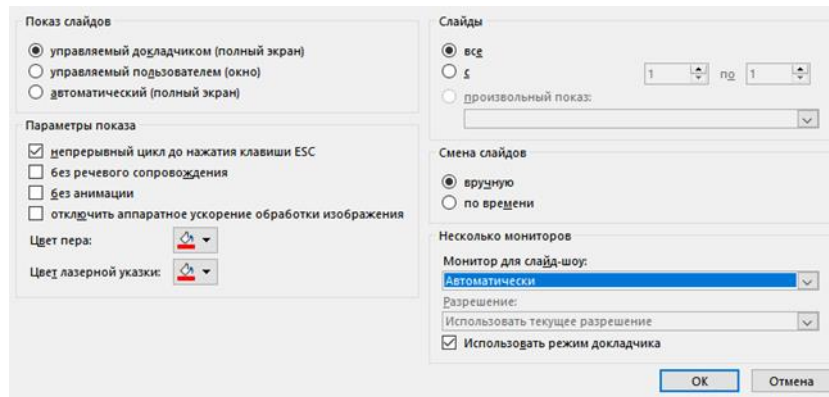 Показ слайдов
управляемый докладчиком (полный экран)
управляемый пользователем (окно)
автоматический (полный экран)
Параметры показа
непрерывный цикл до нажатия клавиши ESC
без речевого сопровождения
без анимации
отключить аппаратное ускорение обработки изображения
Цвет пера:
Цвет лазерной указки:
Слайды
все
с 1 по 1
произвольный показ:
Смена слайдов
вручную
по времени
Несколько мониторов
Монитор для слайд-шоу:
Автоматически
Разрешение:
Использовать текущее разрешение
Использовать режим докладчика
ОК Отмена